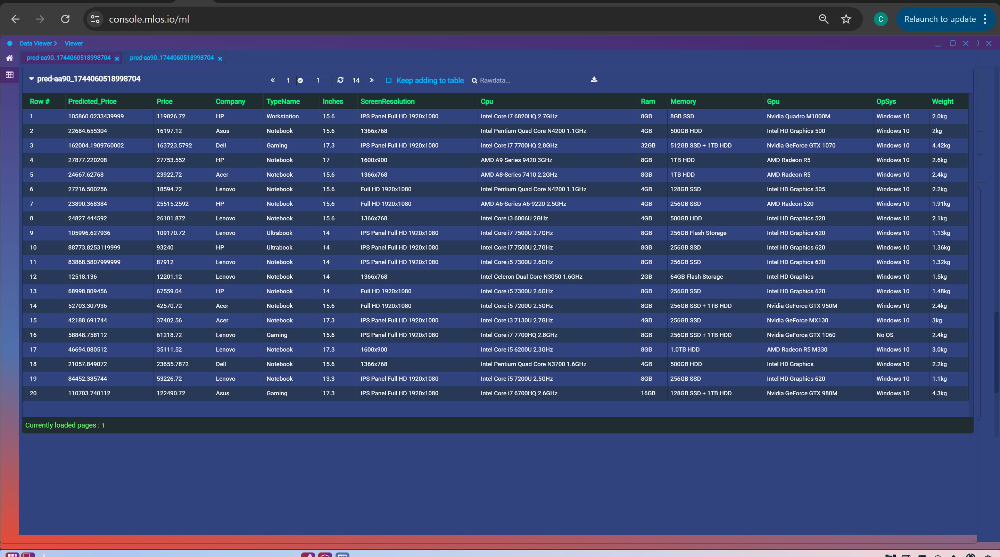 console.mlos.io/ml
C
Relaunch to update
Data Viewer Viewer
pred-aa90_1744060518998704 pred-aa90_1744060518998704
pred-aa90_1744060518998704 « 1 1 14 » Keep adding to table Rawdata...
Row # Predicted_Price Price Company TypeName Inches ScreenResolution Cpu Ram Memory Gpu OpSys Weight
1 105860.0233439999 119826.72 HP Workstation 15.6 IPS Panel Full HD 1920x1080 Intel Core i7 6820HQ 2.7GHz 8GB 8GB SSD Nvidia Quadro M1000M Windows 10 2.0kg
2 22684.655304 16197.12 Asus Notebook 15.6 1366x768 Intel Pentium Quad Core N4200 1.1GHz 4GB 500GB HDD Intel HD Graphics 500 Windows 10 2kg
3 162004.1909760002 163723.5792 Dell Gaming 17.3 IPS Panel Full HD 1920x1080 Intel Core i7 7700HQ 2.8GHz 32GB 512GB SSD + 1TB HDD Nvidia GeForce GTX 1070 Windows 10 4.42kg
4 27877.220208 27753.552 HP Notebook 17 1600x900 AMD A9-Series 9420 3GHz 8GB 1TB HDD AMD Radeon R5 Windows 10 2.6kg
5 24667.62768 23922.72 Acer Notebook 15.6 1366x768 AMD A8-Series 7410 2.2GHz 8GB 1TB HDD AMD Radeon R5 Windows 10 2.4kg
6 27216.500256 18594.72 Lenovo Notebook 15.6 Full HD 1920x1080 Intel Pentium Quad Core N4200 1.1GHz 4GB 128GB SSD Intel HD Graphics 505 Windows 10 2.2kg
7 23890.368384 25515.2592 HP Notebook 15.6 Full HD 1920x1080 AMD A6-Series A6-9220 2.5GHz 4GB 256GB SSD AMD Radeon 520 Windows 10 1.91kg
8 24827.444592 26101.872 Lenovo Notebook 15.6 1366x768 Intel Core i3 6006U 2GHz 4GB 500GB HDD Intel HD Graphics 520 Windows 10 2.1kg
9 105996.627936 109170.72 Lenovo Ultrabook 14 IPS Panel Full HD 1920x1080 Intel Core i7 7500U 2.7GHz 8GB 256GB Flash Storage Intel HD Graphics 620 Windows 10 1.13kg
10 88773.8253119999 93240 HP Ultrabook 14 IPS Panel Full HD 1920x1080 Intel Core i7 7500U 2.7GHz 8GB 256GB SSD Intel HD Graphics 620 Windows 10 1.36kg
11 83868.5807999999 87912 Lenovo Notebook 14 IPS Panel Full HD 1920x1080 Intel Core i5 7300U 2.6GHz 8GB 256GB SSD Intel HD Graphics 620 Windows 10 1.32kg
12 12518.136 12201.12 Lenovo Notebook 14 1366x768 Intel Celeron Dual Core N3050 1.6GHz 2GB 64GB Flash Storage Intel HD Graphics Windows 10 1.5kg
13 68998.809456 67559.04 HP Notebook 14 Full HD 1920x1080 Intel Core i5 7300U 2.6GHz 8GB 256GB SSD Intel HD Graphics 620 Windows 10 1.48kg
14 52703.307936 42570.72 Acer Notebook 15.6 Full HD 1920x1080 Intel Core i5 7200U 2.5GHz 8GB 256GB SSD + 1TB HDD Nvidia GeForce GTX 950M Windows 10 2.4kg
15 42188.691744 37402.56 Acer Notebook 17.3 IPS Panel Full HD 1920x1080 Intel Core i3 7130U 2.7GHz 4GB 256GB SSD Nvidia GeForce MX130 Windows 10 3kg
16 58848.758112 61218.72 Lenovo Gaming 15.6 IPS Panel Full HD 1920x1080 Intel Core i7 7700HQ 2.8GHz 8GB 256GB SSD + 1TB HDD Nvidia GeForce GTX 1060 No OS 2.4kg
17 46694.080512 35111.52 Lenovo Notebook 17.3 1600x900 Intel Core i5 6200U 2.3GHz 8GB 1.0TB HDD AMD Radeon R5 M330 Windows 10 3.0kg
18 21057.849072 23655.7872 Dell Notebook 15.6 1366x768 Intel Pentium Quad Core N3700 1.6GHz 4GB 500GB HDD Intel HD Graphics Windows 10 2.2kg
19 84452.385744 53226.72 Lenovo Notebook 13.3 IPS Panel Full HD 1920x1080 Intel Core i5 7200U 2.5GHz 8GB 256GB SSD Intel HD Graphics 620 Windows 10 1.1kg
20 110703.740112 122490.72 Asus Gaming 17.3 IPS Panel Full HD 1920x1080 Intel Core i7 6700HQ 2.6GHz 16GB 128GB SSD + 1TB HDD Nvidia GeForce GTX 980M Windows 10 4.3kg
Currently loaded pages : 1